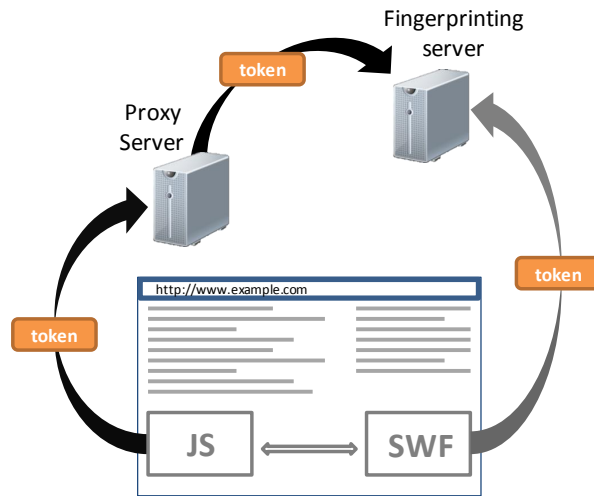 Fingerprinting
server
token
Proxy
Server
token
token
http://www.example.com
JS
SWF